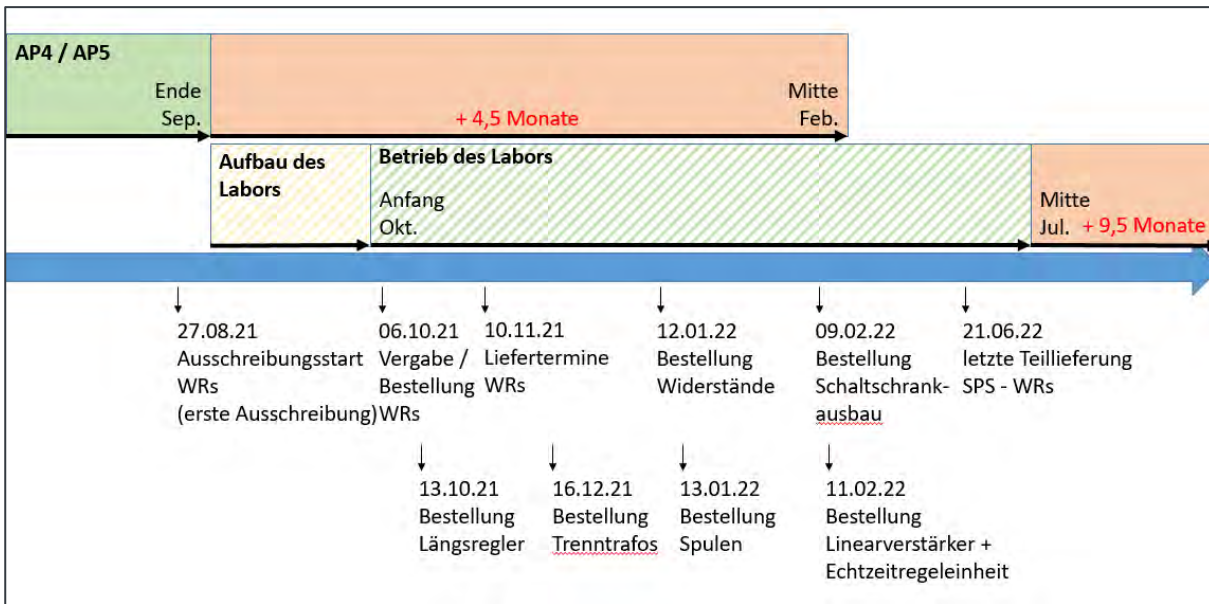 AP4 / AP5
Ende
Sep.
+ 4,5 Monate
Mitte
Feb.
Aufbau des
Labors
Betrieb des Labors
Anfang
Okt.
Mitte
Jul.
+ 9,5 Monate
27.08.21
Ausschreibungsstart
WRs
(erste Ausschreibung)
06.10.21
Vergabe /
Bestellung
WRs
10.11.21
Liefertermine
WRs
12.01.22
Bestellung
Widerstände
09.02.22
Bestellung
Schaltschrank-
ausbau
21.06.22
letzte Teillieferung
SPS - WRs
13.10.21
Bestellung
Längsregler
16.12.21
Bestellung
Trenntrafos
13.01.22
Bestellung
Spulen
11.02.22
Bestellung
Linearverstärker +
Echtzeitregeleinheit